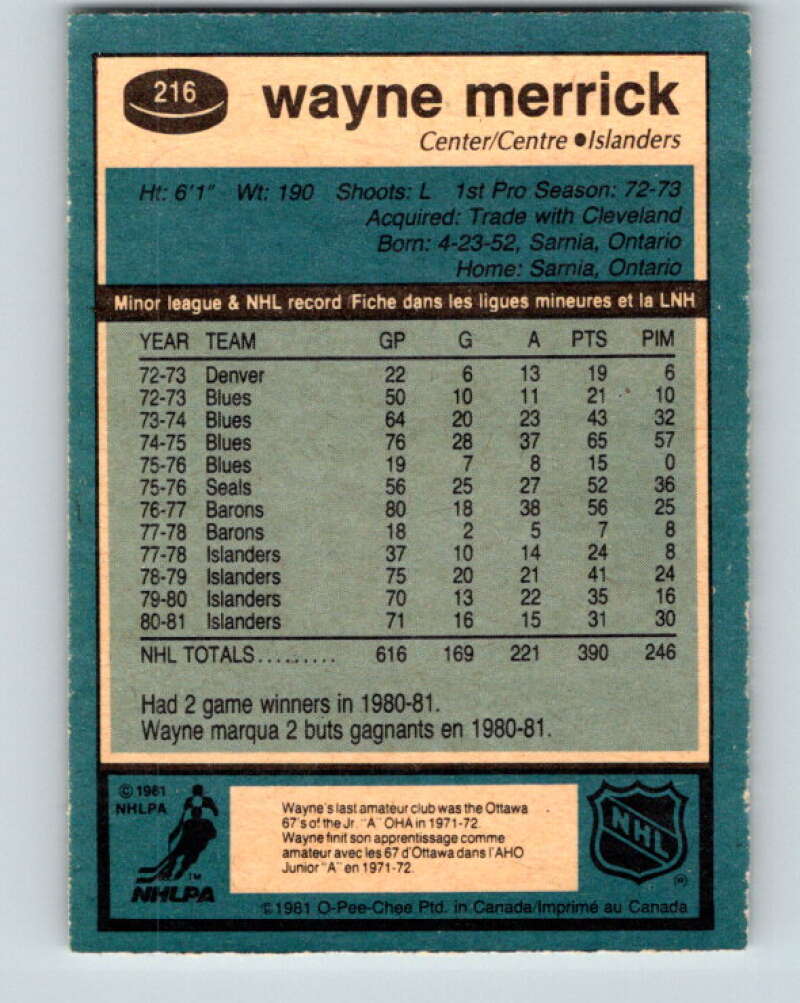 216 wayne merrick
Center/Centre ●Islanders
Ht: 6'1" Wt: 190 Shoots: L 1st Pro Season: 72-73
Acquired: Trade with Cleveland
Born: 4-23-52, Sarnia, Ontario
Home: Sarnia, Ontario
Minor league & NHL record/Fiche dans les ligues mineures et la LNH
YEAR TEAM GP G A PTS PIM
72-73 Denver 22 6 13 19 6
72-73 Blues 50 10 11 21 10
73-74 Blues 64 20 23 43 32
74-75 Blues 76 28 37 65 57
75-76 Blues 19 7 8 15 0
75-76 Seals 56 25 27 52 36
76-77 Barons 80 18 38 56 25
77-78 Barons 18 2 5 7 8
77-78 Islanders 37 10 14 24 8
78-79 Islanders 75 20 21 41 24
79-80 Islanders 70 13 22 35 16
80-81 Islanders 71 16 15 31 30
NHL TOTALS......... 616 169 221 390 246
Had 2 game winners in 1980-81.
Wayne marqua 2 buts gagnants en 1980-81.
© 1981
NHLPA
TM
NHLPA
Wayne's last amateur club was the Ottawa
67's of the Jr. "A" OHA in 1971-72.
Wayne finit son apprentissage comme
amateur avec les 67 d'Ottawa dans l'AHO
Junior "A" en 1971-72.
NHL
®
©1981 O-Pee-Chee Ptd. in Canada/Imprimé au Canada